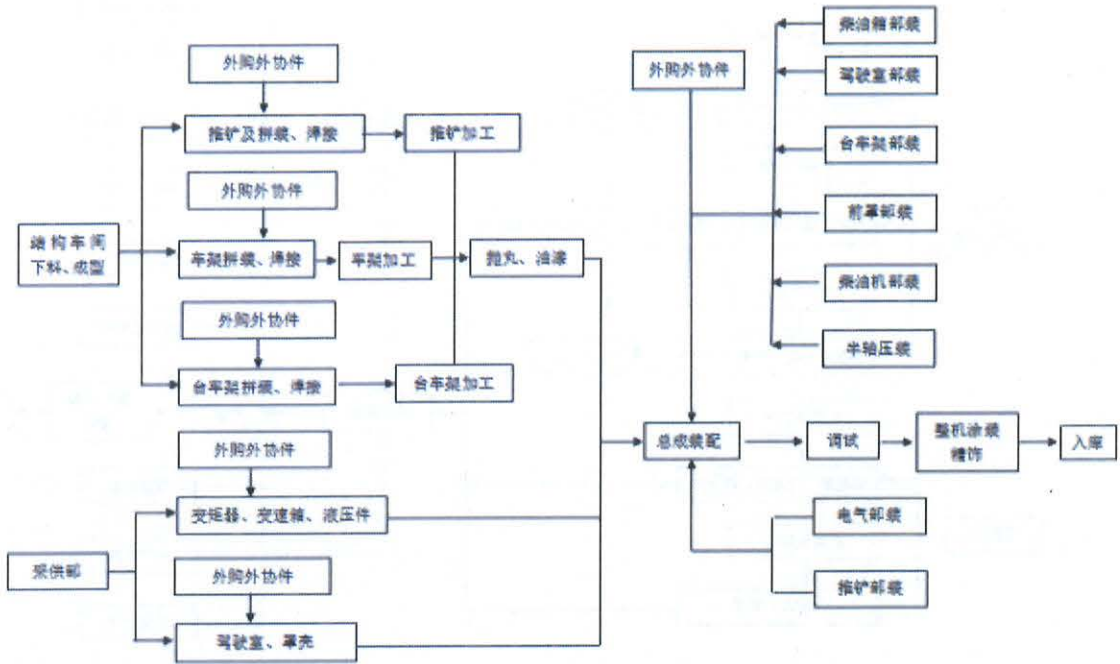 柴油箱部装
外购外协件
外购外协件
驾驶室部装
推铲及拼装、焊接
推铲加工
台车架部装
外购外协件
前罩部装
结构车间
下料、成型
车架拼装、焊接
车架加工
抛丸、油漆
柴油机部装
外购外协件
半轴压装
台车架拼装、焊接
台车架加工
外购外协件
总成装配
调试
整机涂装
精饰
入库
变矩器、变速箱、液压件
电气部装
采供部
外购外协件
推铲部装
驾驶室、罩壳